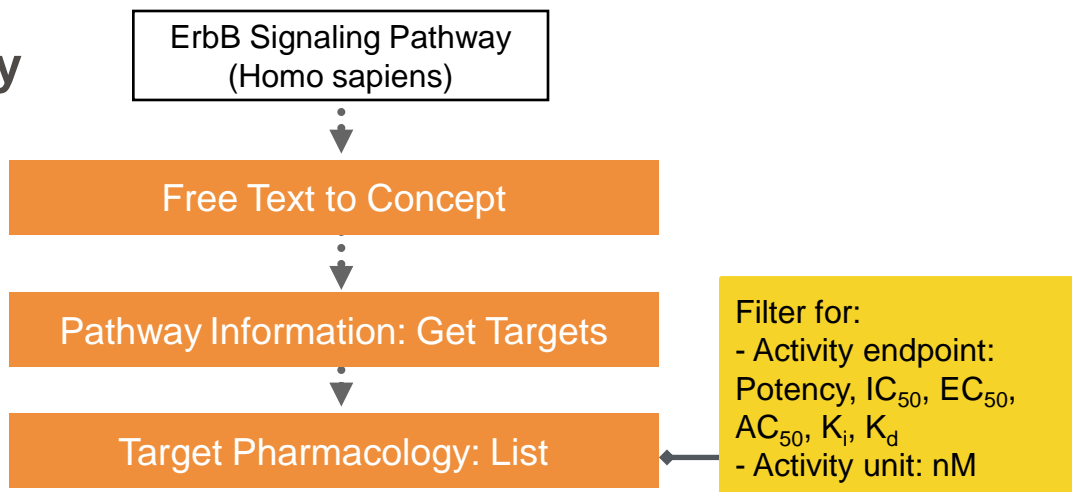 y
ErbB Signaling Pathway
(Homo sapiens)
Free Text to Concept
Pathway Information: Get Targets
Target Pharmacology: List
Filter for:
- Activity endpoint:
Potency, IC₅₀, EC₅₀,
AC₅₀, Kᵢ, K_d
- Activity unit: nM